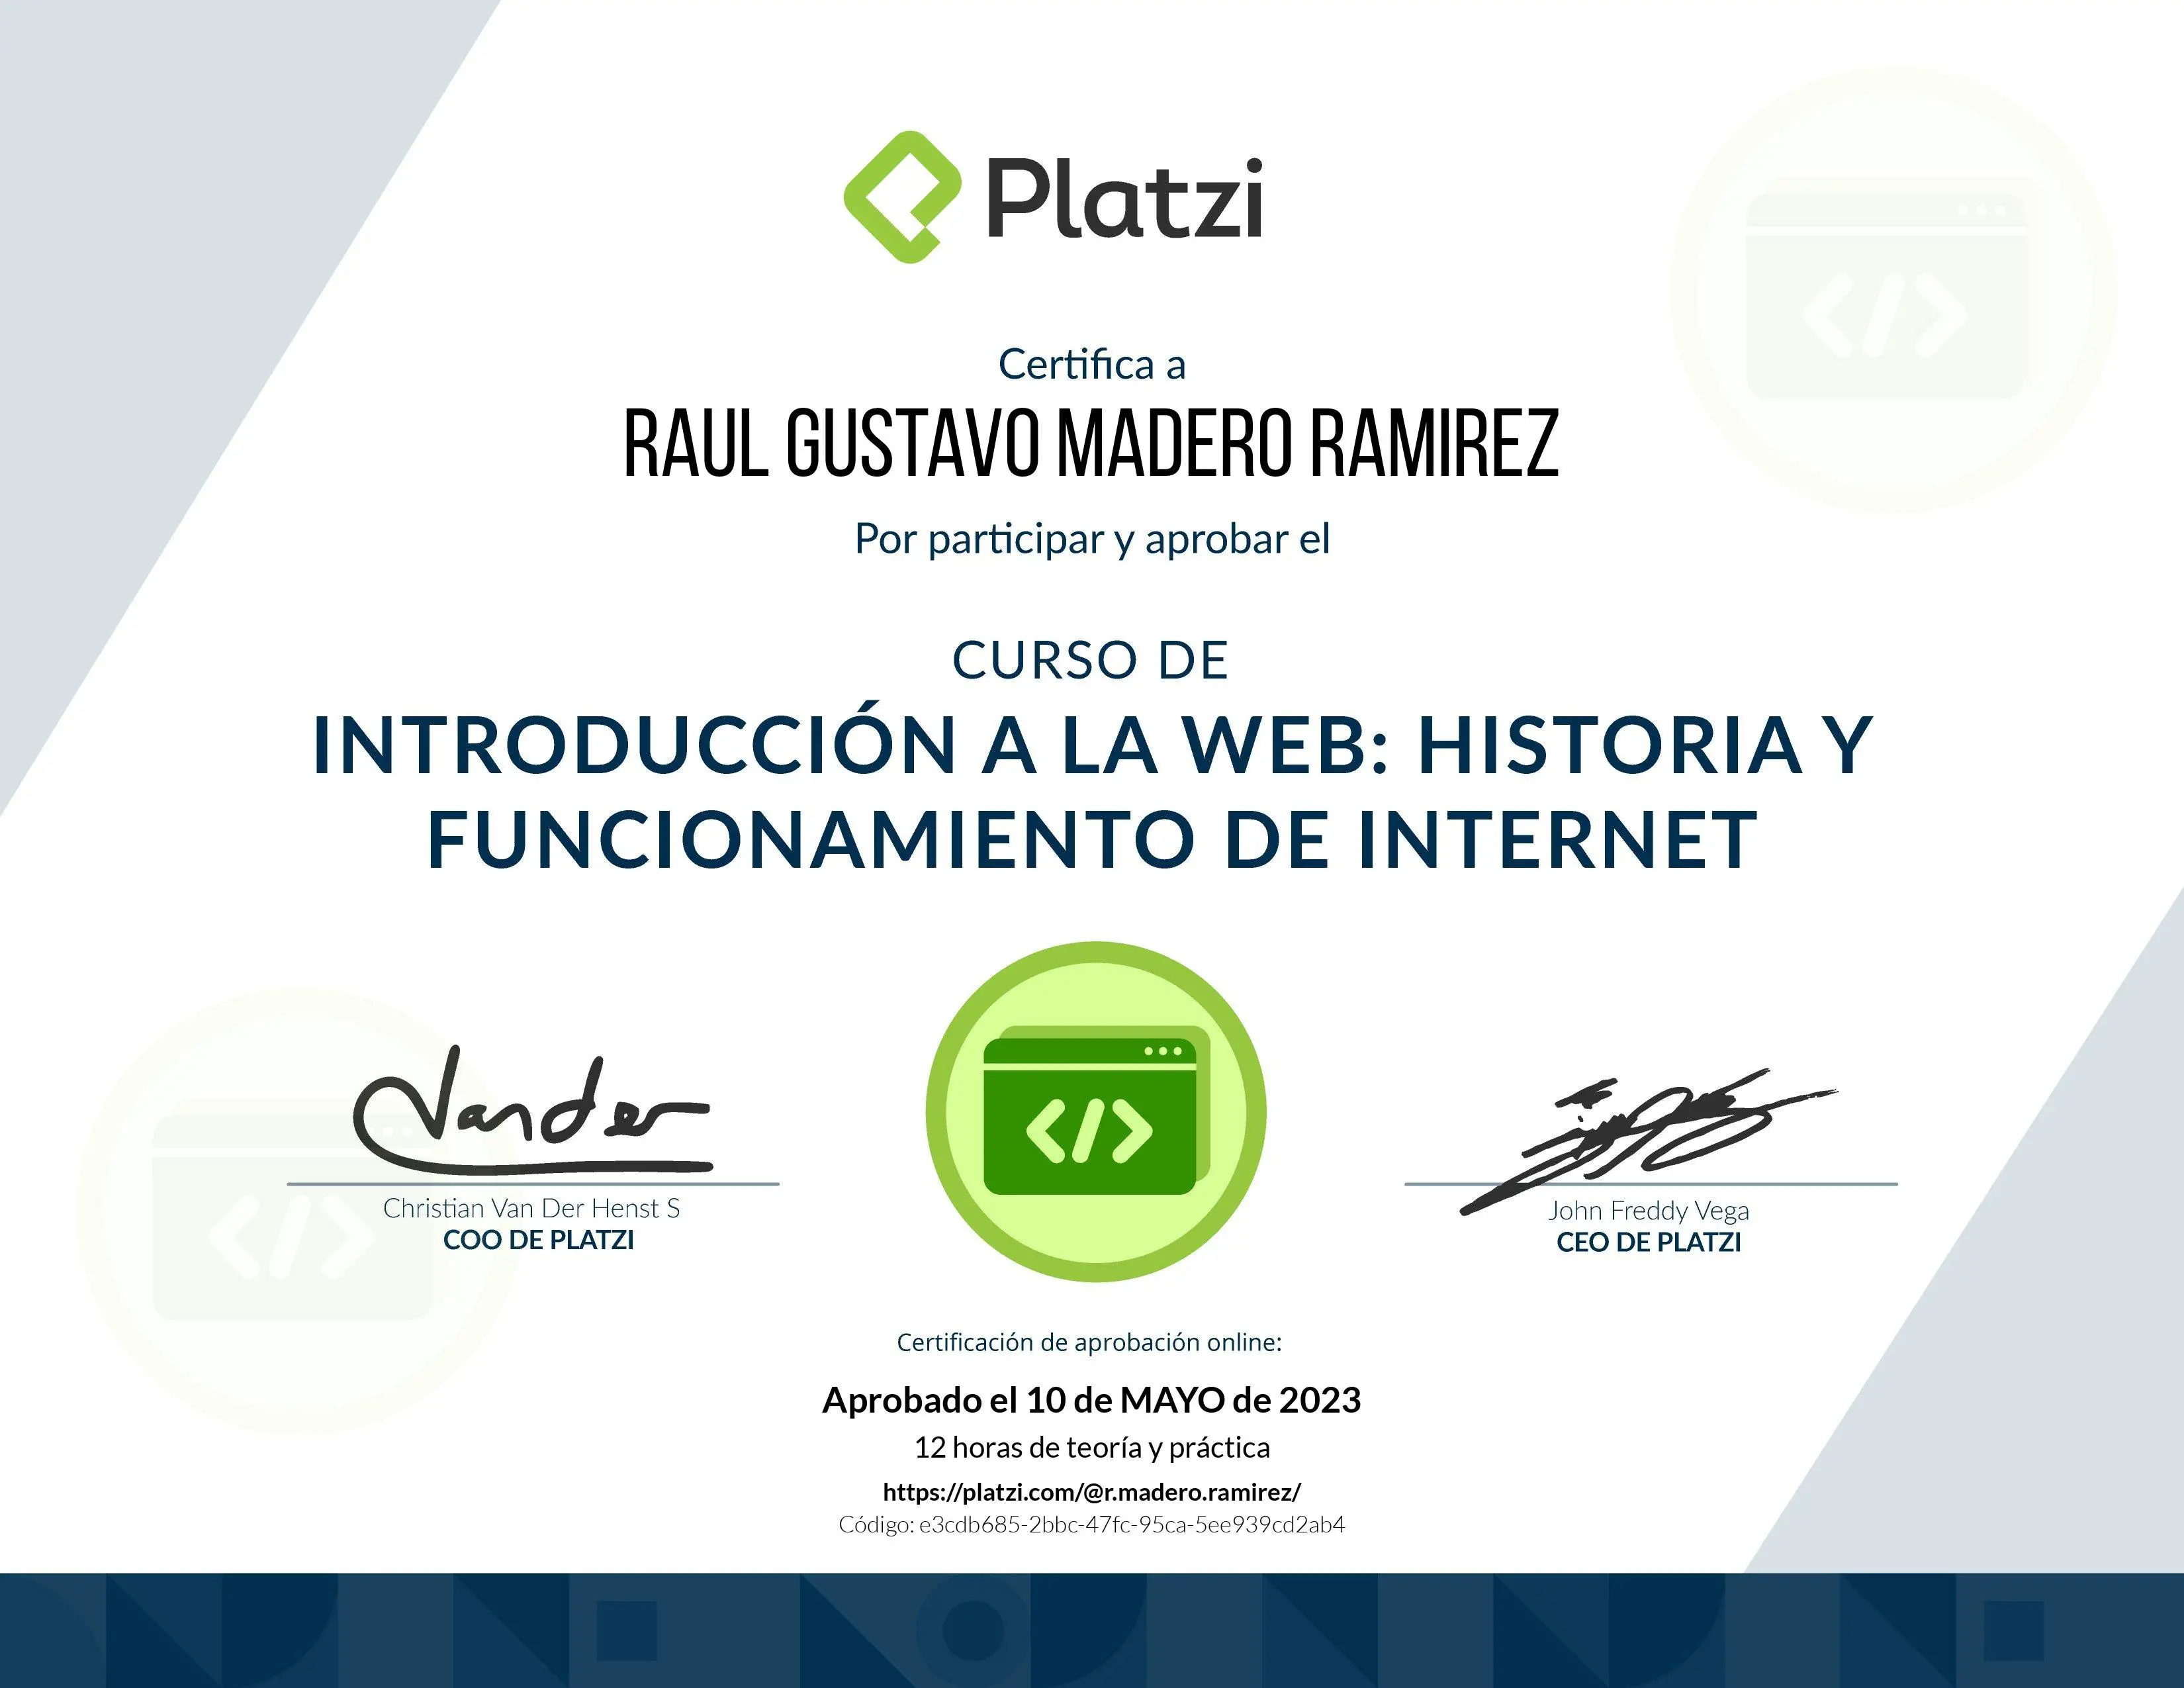 Platzi
Certifica a
RAUL GUSTAVO MADERO RAMIREZ
Por participar y aprobar el
CURSO DE
INTRODUCCIÓN A LA WEB: HISTORIA Y
FUNCIONAMIENTO DE INTERNET
Vander
Christian Van Der Henst S
COO DE PLATZI
John Freddy Vega
CEO DE PLATZI
Certificación de aprobación online:
Aprobado el 10 de MAYO de 2023
12 horas de teoría y práctica
https://platzi.com/@r.madero.ramirez/
Código: e3cdb685-2bbc-47fc-95ca-5ee939cd2ab4